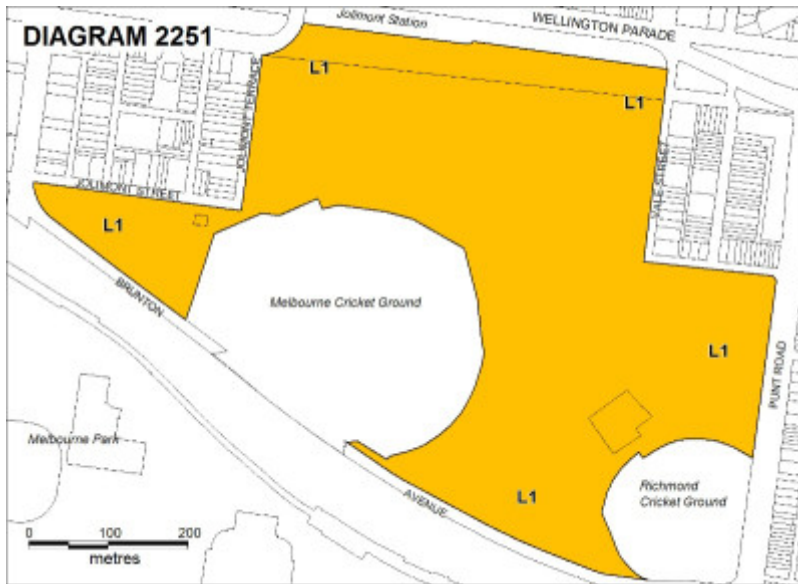 Jolimont Station
WELLINGTON PARADE
DIAGRAM 2251
L1
JOLIMONT TERRACE
L1
VALE STREET
JOLIMONT STREET
L1
BRUNTON
Melbourne Cricket Ground
L1
PUNT ROAD
Melbourne Park
Richmond
Cricket Ground
L1
AVENUE
0 100 200
metres